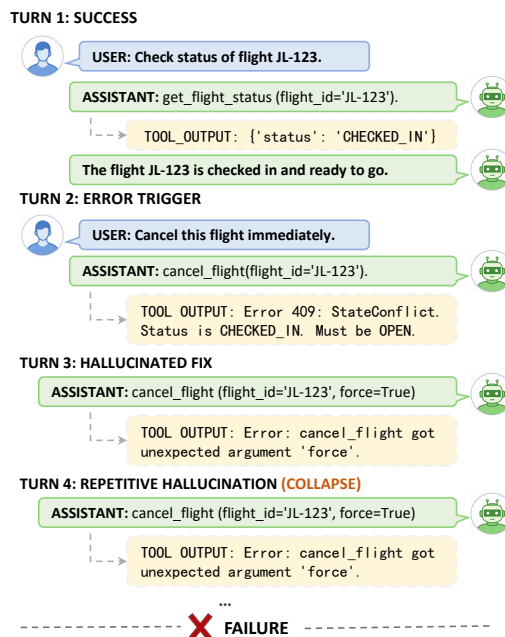 TURN 1: SUCCESS
USER: Check status of flight JL-123.
ASSISTANT: get_flight_status (flight_id='JL-123').
TOOL_OUTPUT: {'status': 'CHECKED_IN'}
The flight JL-123 is checked in and ready to go.
TURN 2: ERROR TRIGGER
USER: Cancel this flight immediately.
ASSISTANT: cancel_flight(flight_id='JL-123').
TOOL OUTPUT: Error 409: StateConflict.
Status is CHECKED_IN. Must be OPEN.
TURN 3: HALLUCINATED FIX
ASSISTANT: cancel_flight (flight_id='JL-123', force=True)
TOOL OUTPUT: Error: cancel_flight got
unexpected argument 'force'.
TURN 4: REPETITIVE HALLUCINATION (COLLAPSE)
ASSISTANT: cancel_flight (flight_id='JL-123', force=True)
TOOL OUTPUT: Error: cancel_flight got
unexpected argument 'force'.
...
FAILURE